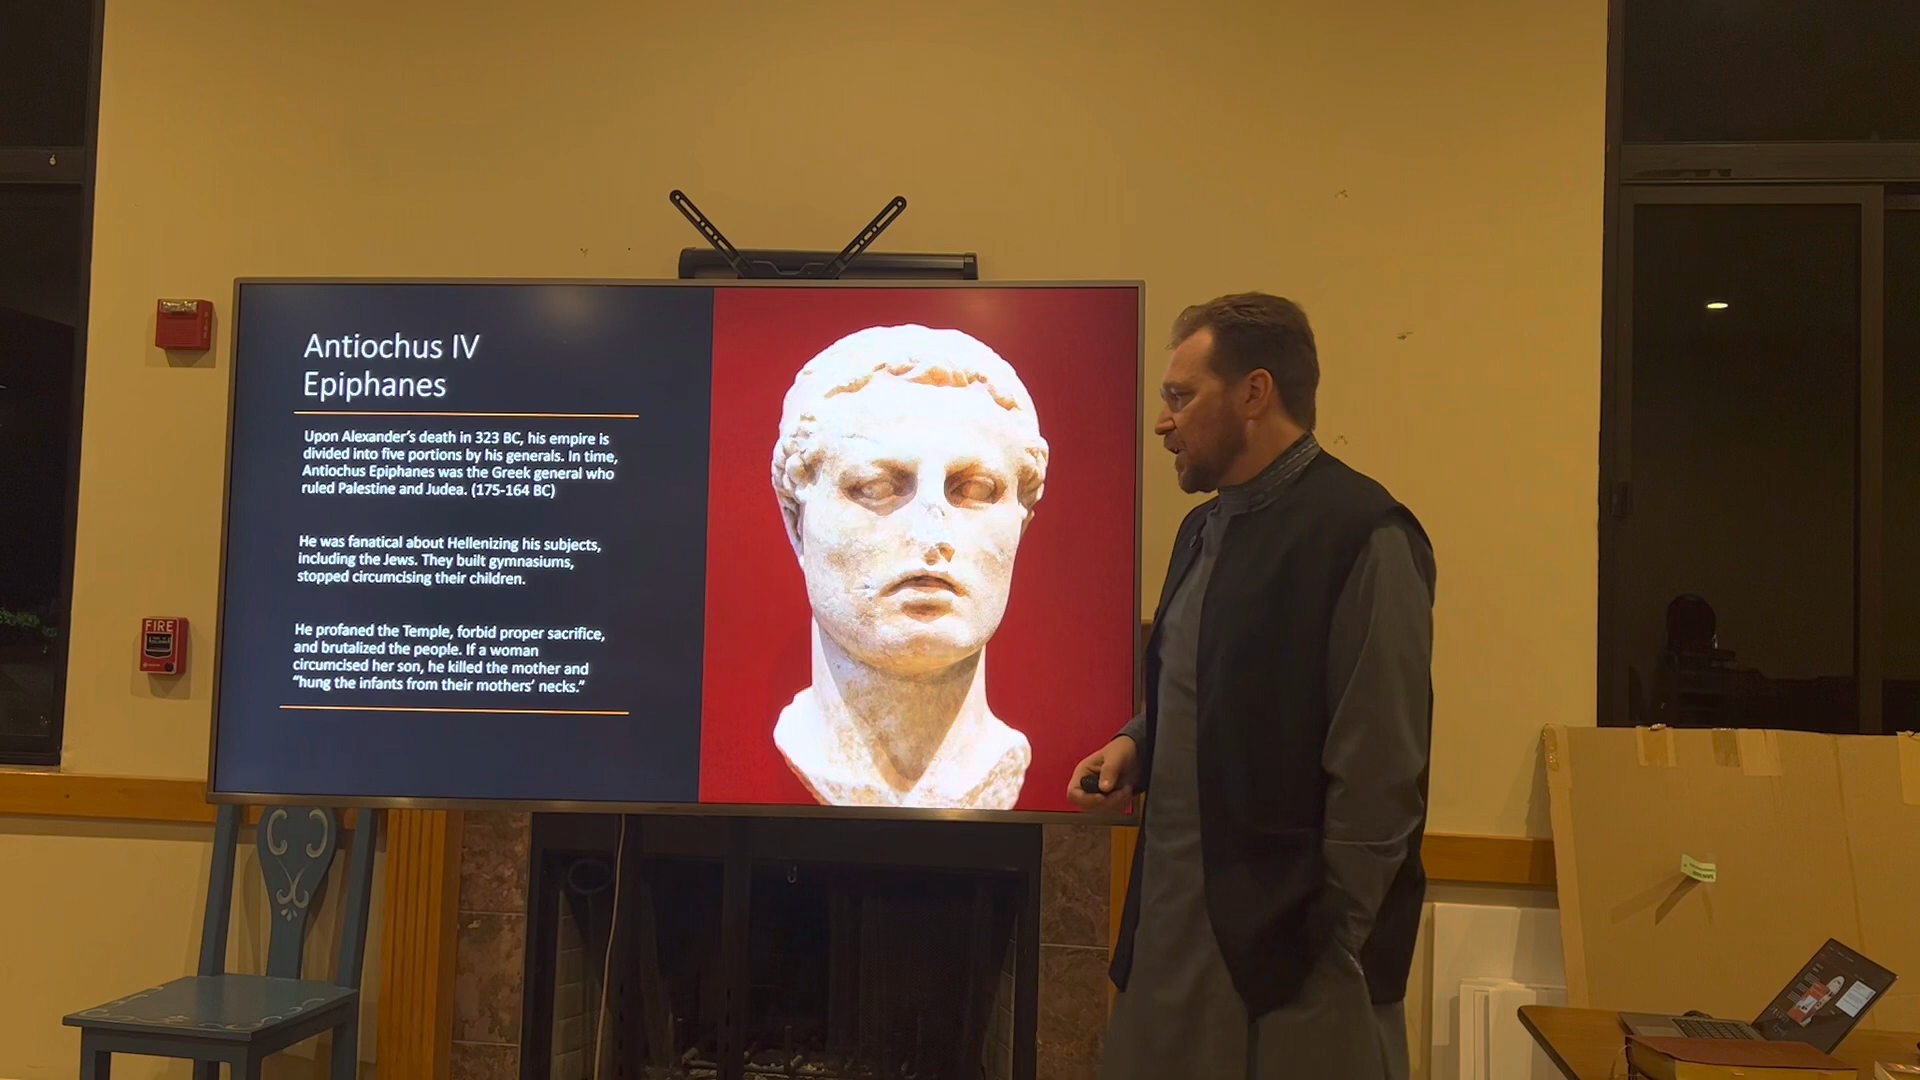 Antiochus IV
Epiphanes
Upon Alexander's death in 323 BC, his empire is
divided into five portions by his generals. In time,
Antiochus Epiphanes was the Greek general who
ruled Palestine and Judea. (175-164 BC)
He was fanatical about Hellenizing his subjects,
including the Jews. They built gymnasiums,
stopped circumcising their children.
He profaned the Temple, forbid proper sacrifice,
and brutalized the people. If a woman
circumcised her son, he killed the mother and
“hung the infants from their mothers’ necks.”
FIRE